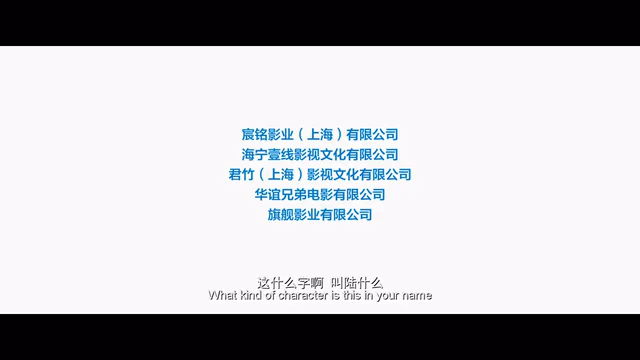 宸铭影业（上海）有限公司
海宁壹线影视文化有限公司
君竹（上海）影视文化有限公司
华谊兄弟电影有限公司
旗舰影业有限公司
这什么字啊 叫陆什么
What kind of character is this in your name